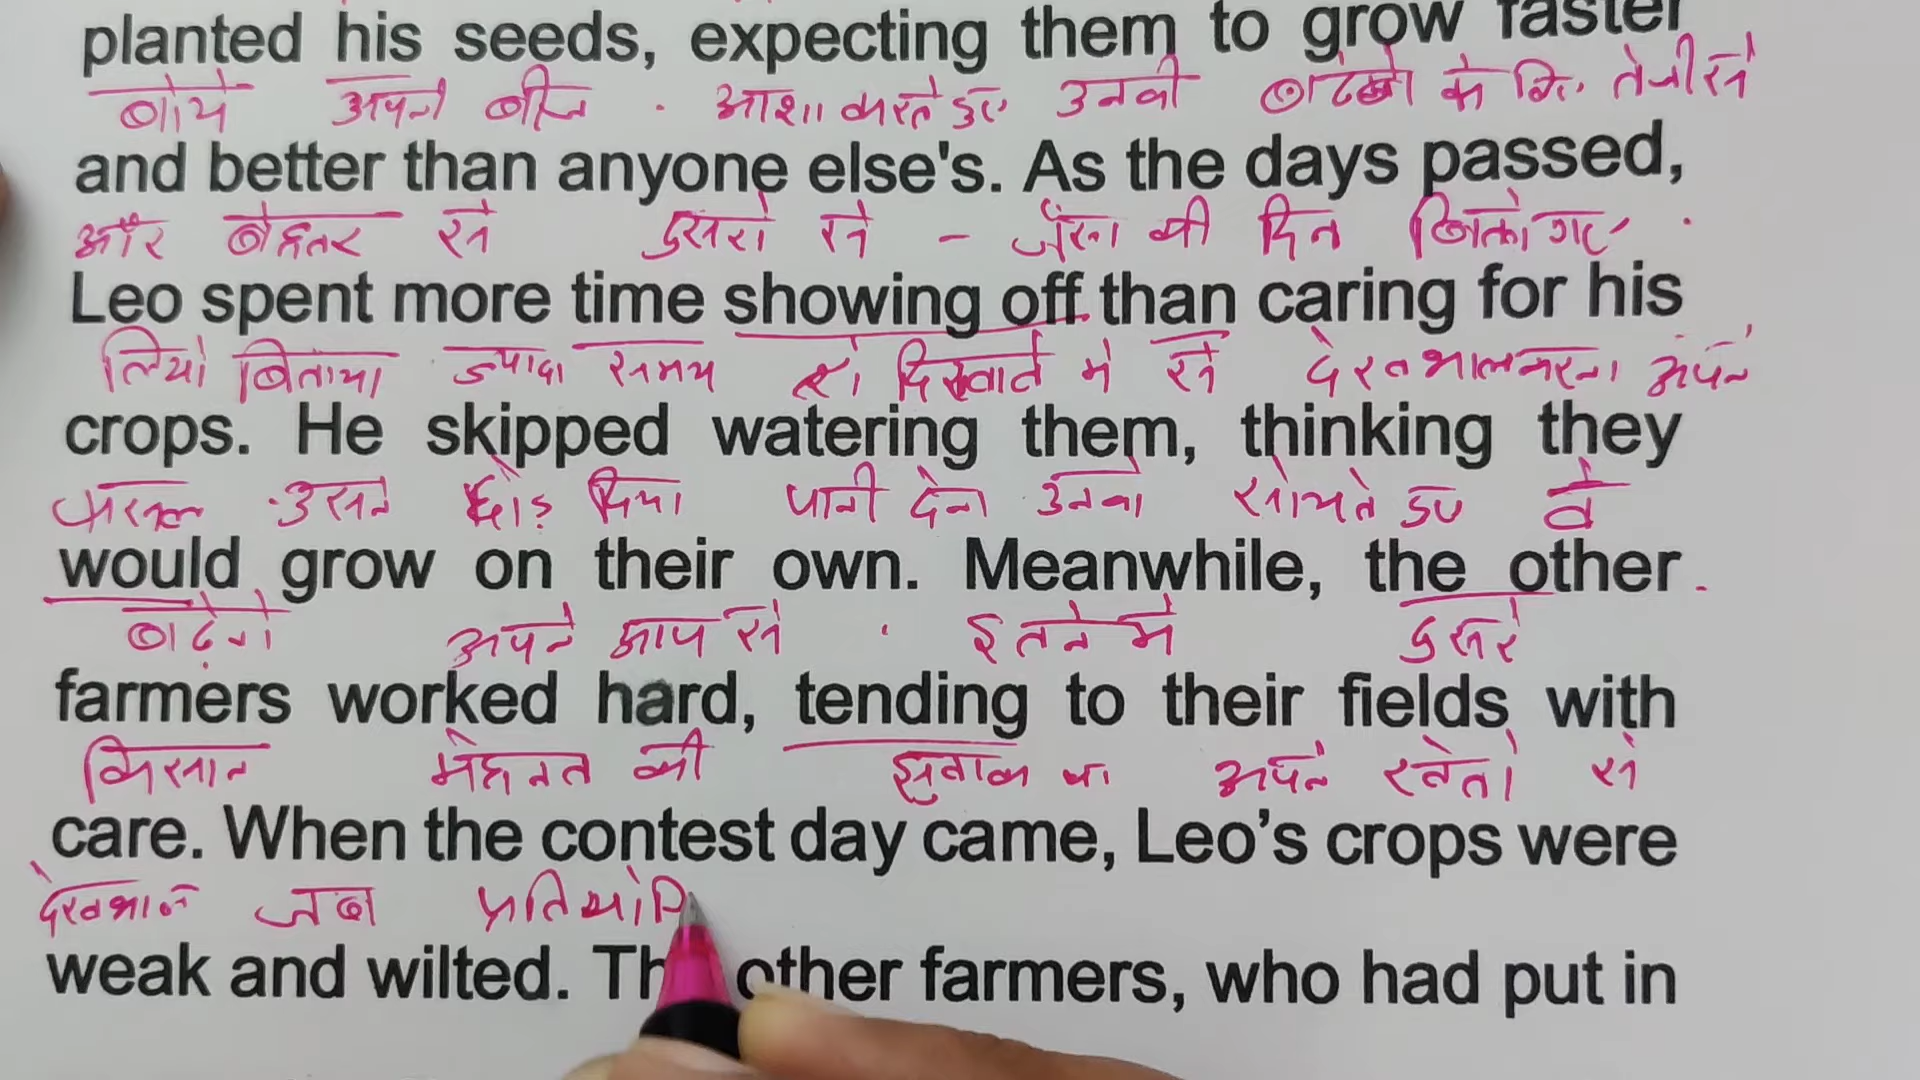 planted his seeds, expecting them to grow faster
बोये अपने बीज . आशा करते हुए उनकी के लिए तेजी से
and better than anyone else's. As the days passed,
और बेहतर से दुसरो से - जैसा की दिन गए .
Leo spent more time showing off than caring for his
लियो बिताया ज्यादा समय शो दिखाते मे से देखभाल करना अपने
crops. He skipped watering them, thinking they
फसल . उसने छोड़ दिया पानी देना उनको सोचते हुए वे
would grow on their own. Meanwhile, the other
बढ़ेंगे अपने आप से . इतने मे दुसरे
farmers worked hard, tending to their fields with
किसान मेहनत की झुकाव था अपने खेतो से
care. When the contest day came, Leo’s crops were
देखभाल जब प्रतियोगि
weak and wilted. Th other farmers, who had put in